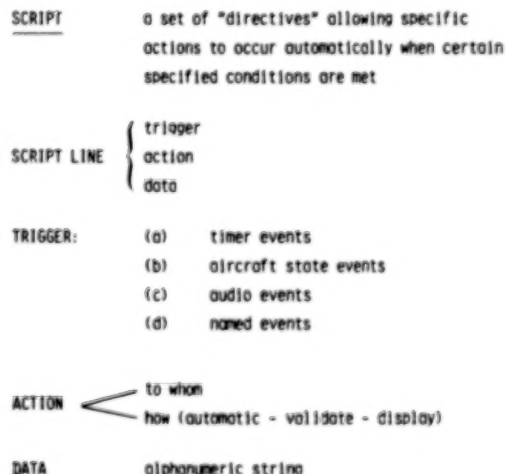 SCRIPT a set of "directives" allowing specific
actions to occur automatically when certain
specified conditions are met
trigger
SCRIPT LINE action
data
TRIGGER: (a) timer events
(b) aircraft state events
(c) audio events
(d) named events
to whom
ACTION
how (automatic - validate - display)
DATA alphanumeric string